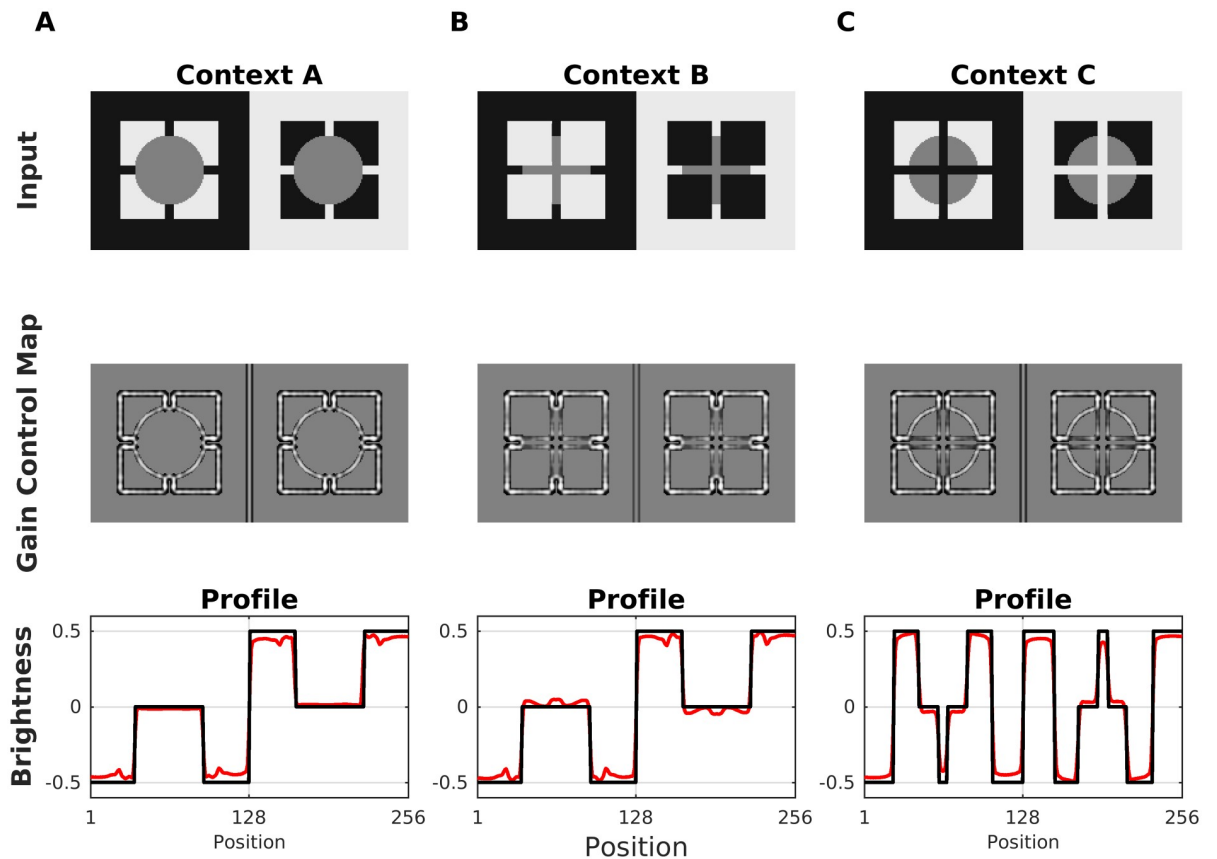 A B C
Context A Context B Context C
Input
Gain Control Map
Profile Profile Profile
Brightness
0.5 0.5 0.5
0 0 0
-0.5 -0.5 -0.5
1 128 256 1 128 256 1 128 256
Position Position Position